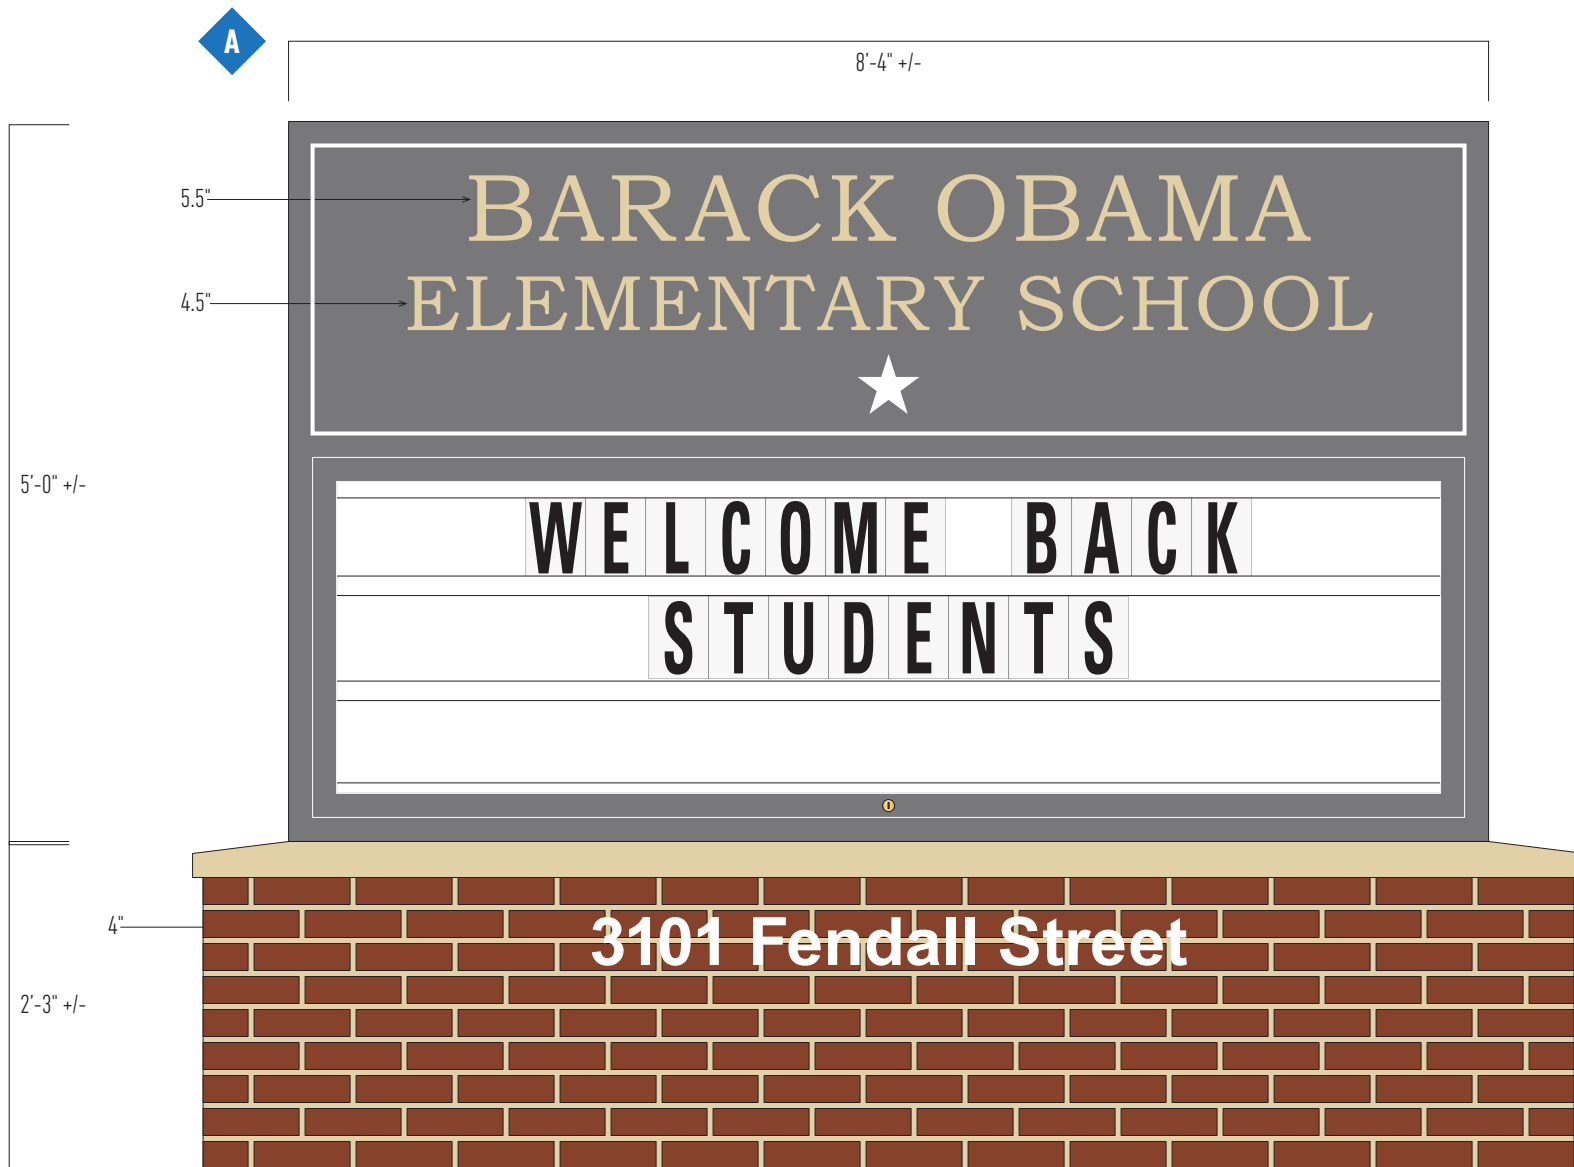 A
8'-4" +/-
5.5"
BARACK OBAMA
4.5"
ELEMENTARY SCHOOL
5'-0" +/-
WELCOME BACK
STUDENTS
4"
3101 Fendall Street
2'-3" +/-